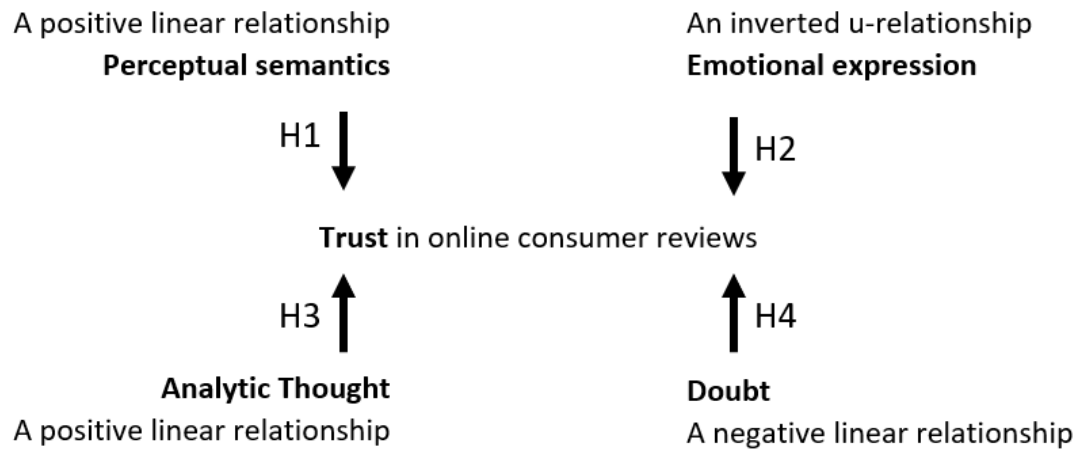 A positive linear relationship
Perceptual semantics
An inverted u-relationship
Emotional expression
H1
H2
Trust in online consumer reviews
H3
H4
Analytic Thought
A positive linear relationship
Doubt
A negative linear relationship